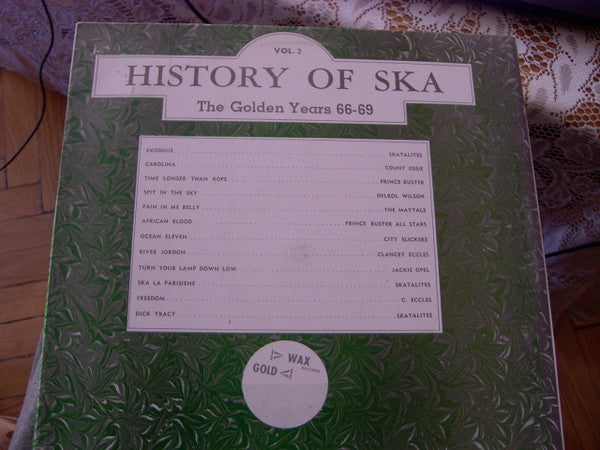 VOL. 2
HISTORY OF SKA
The Golden Years 66-69
EXODOUS SKATALITES
CAROLINA COUNT OSSIE
TIME LONGER THAN ROPE PRINCE BUSTER
SPIT IN THE SKY DELROL WILSON
PAIN IN ME BELLY THE MAYTALS
AFRICAN BLOOD PRINCE BUSTER ALL STARS
OCEAN ELEVEN CITY SLICKERS
RIVER JORDON CLANCEY ECCLES
TURN YOUR LAMP DOWN LOW JACKIE OPEL
SKA LA PARISIENE SKATALITES
FREEDOM C. ECCLES
DICK TRACY SKATALITES
WAX
GOLD